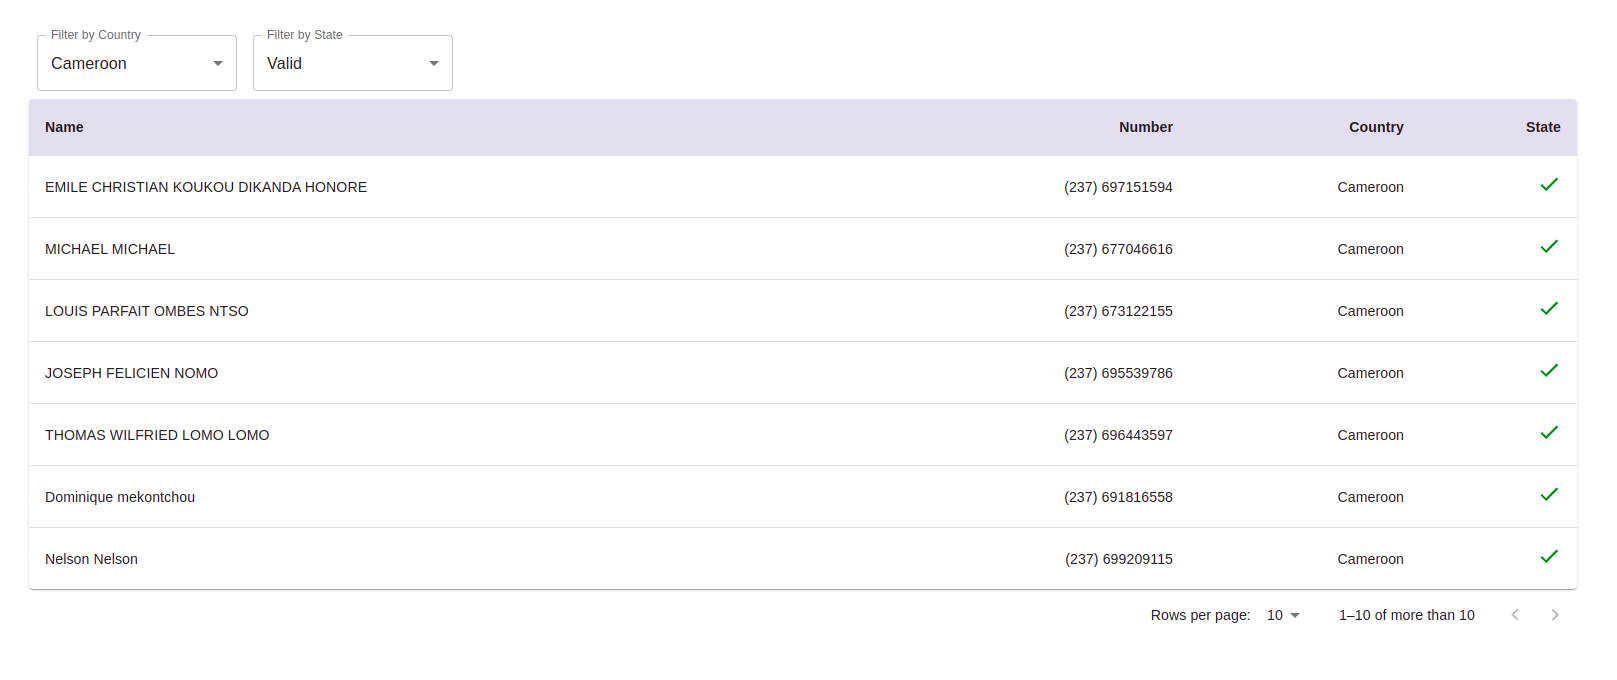 Filter by Country Filter by State
Cameroon Valid
Name Number Country State
EMILE CHRISTIAN KOUKOU DIKANDA HONORE (237) 697151594 Cameroon
MICHAEL MICHAEL (237) 677046616 Cameroon
LOUIS PARFAIT OMBES NTSO (237) 673122155 Cameroon
JOSEPH FELICIEN NOMO (237) 695539786 Cameroon
THOMAS WILFRIED LOMO LOMO (237) 696443597 Cameroon
Dominique mekontchou (237) 691816558 Cameroon
Nelson Nelson (237) 699209115 Cameroon
Rows per page: 10 1–10 of more than 10